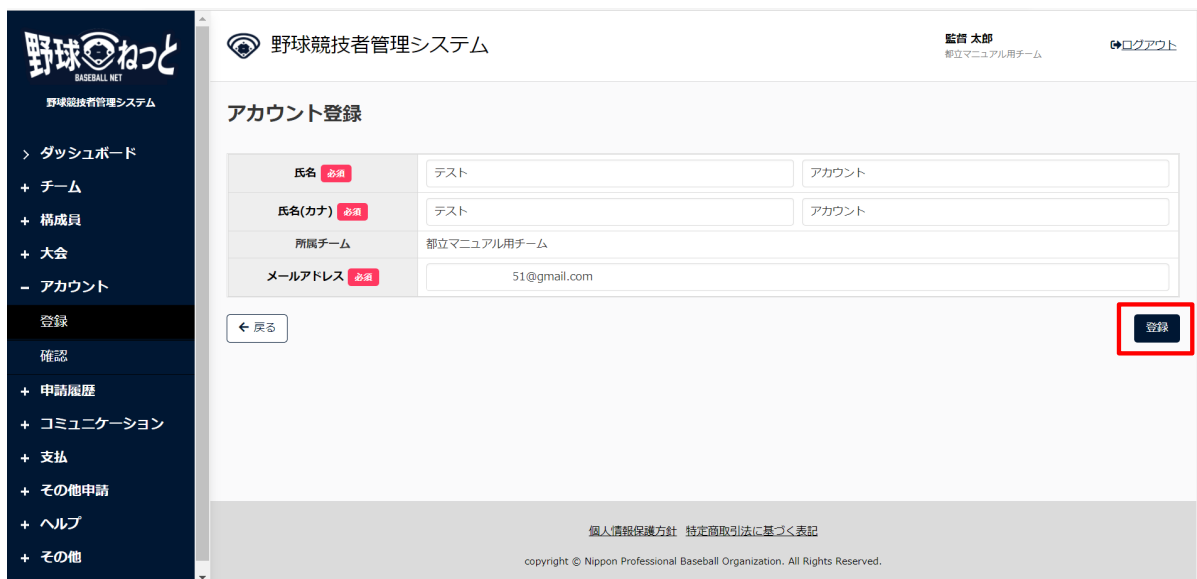 野球ねっと
BASEBALL NET
野球競技者管理システム
> ダッシュボード
+ チーム
+ 構成員
+ 大会
− アカウント
登録
確認
+ 申請履歴
+ コミュニケーション
+ 支払
+ その他申請
+ ヘルプ
+ その他
野球競技者管理システム
監督 太郎
都立マニュアル用チーム
ログアウト
アカウント登録
氏名 必須 テスト アカウント
氏名(カナ) 必須 テスト アカウント
所属チーム 都立マニュアル用チーム
メールアドレス 必須 51@gmail.com
← 戻る 登録
個人情報保護方針 特定商取引法に基づく表記
copyright © Nippon Professional Baseball Organization. All Rights Reserved.